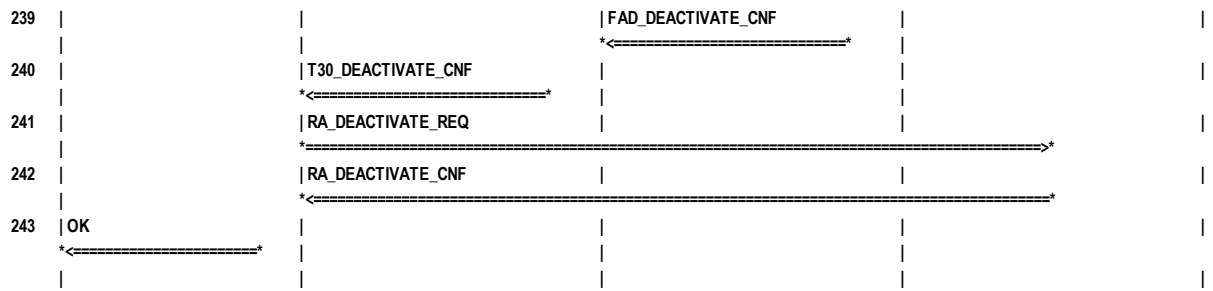 239 | | |FAD_DEACTIVATE_CNF | |
| | *<=============================* |
240 | |T30_DEACTIVATE_CNF | | |
| *<=============================* | |
241 | |RA_DEACTIVATE_REQ | | |
| *============================================================================================>*
242 | |RA_DEACTIVATE_CNF | | |
| *<============================================================================================*
243 |OK | | | |
*<=======================* | | |
| | | | |